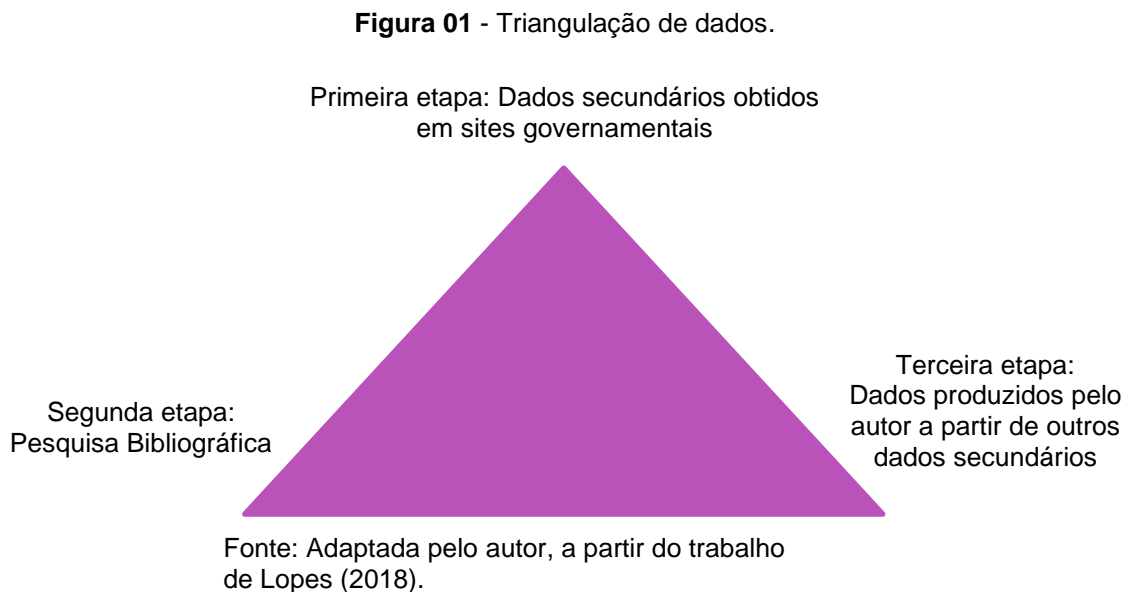 Figura 01 - Triangulação de dados.
Primeira etapa: Dados secundários obtidos
em sites governamentais
Segunda etapa:
Pesquisa Bibliográfica
Terceira etapa:
Dados produzidos pelo
autor a partir de outros
dados secundários
Fonte: Adaptada pelo autor, a partir do trabalho
de Lopes (2018).